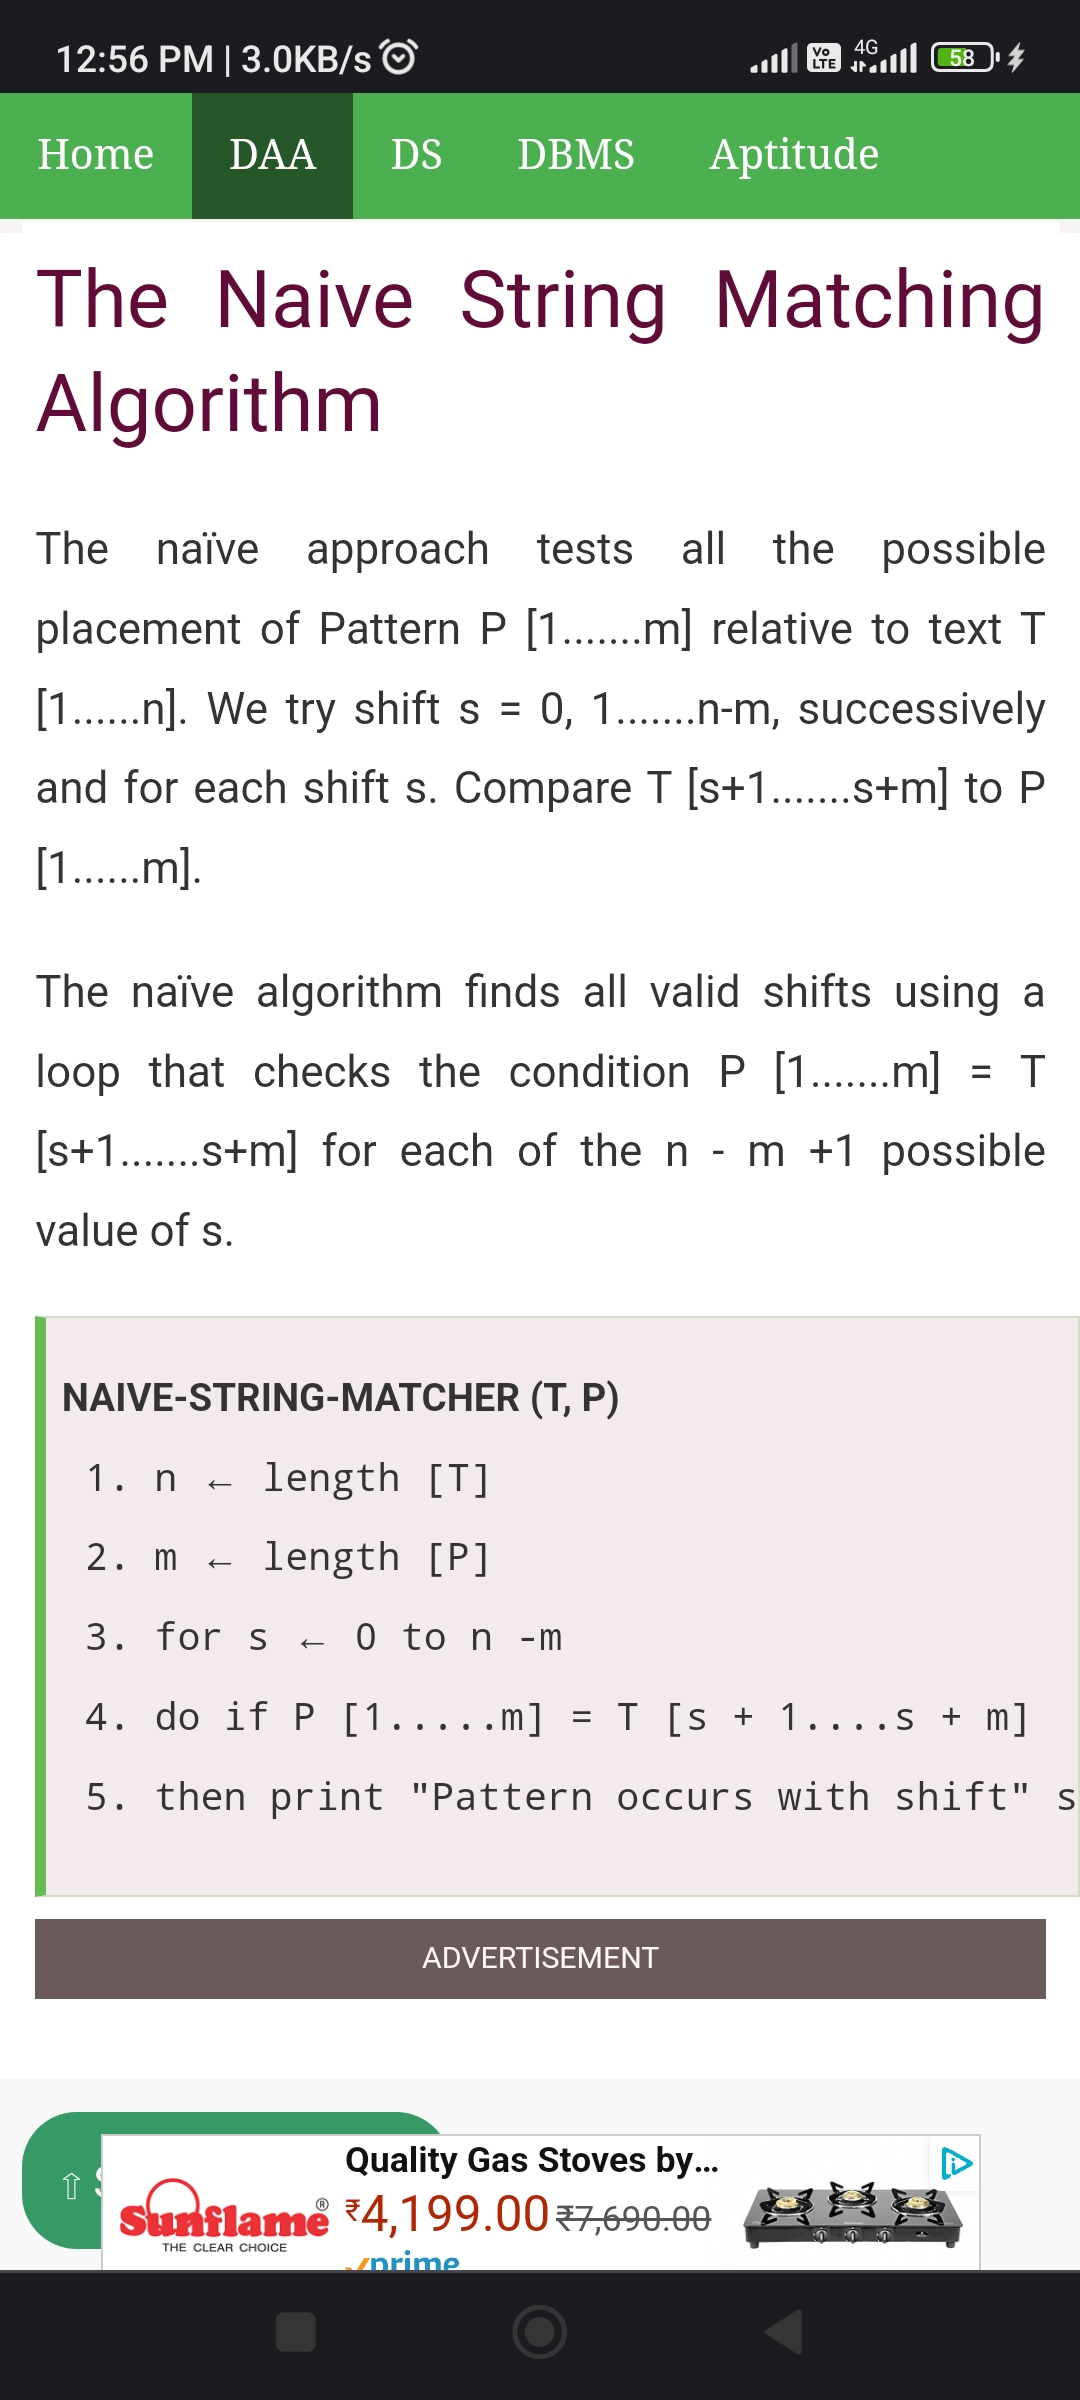 12:56 PM | 3.0KB/s
Vo LTE 4G 58
Home DAA DS DBMS Aptitude
The Naive String Matching
Algorithm
The naïve approach tests all the possible
placement of Pattern P [1.......m] relative to text T
[1......n]. We try shift s = 0, 1.......n-m, successively
and for each shift s. Compare T [s+1.......s+m] to P
[1......m].
The naïve algorithm finds all valid shifts using a
loop that checks the condition P [1.......m] = T
[s+1.......s+m] for each of the n - m +1 possible
value of s.
NAIVE-STRING-MATCHER (T, P)
1. n ← length [T]
2. m ← length [P]
3. for s ← 0 to n -m
4. do if P [1.....m] = T [s + 1....s + m]
5. then print "Pattern occurs with shift" s
ADVERTISEMENT
⇧
Quality Gas Stoves by...
Sunflame® ₹4,199.00 ₹7,690.00
THE CLEAR CHOICE
prime